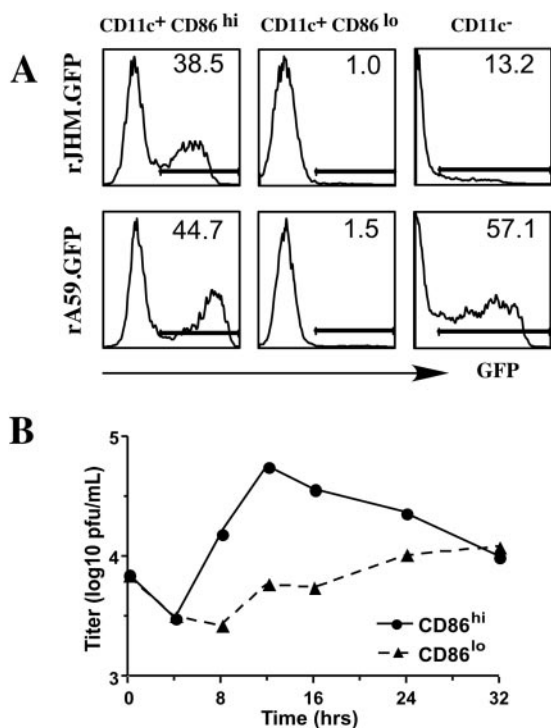 CD11c+ CD86 hi CD11c+ CD86 lo CD11c-
A
rJHM.GFP
38.5 1.0 13.2
rA59.GFP
44.7 1.5 57.1
GFP
B
Titer (log10 pfu/mL)
5
4
3
CD86hi
CD86lo
0 8 16 24 32
Time (hrs)